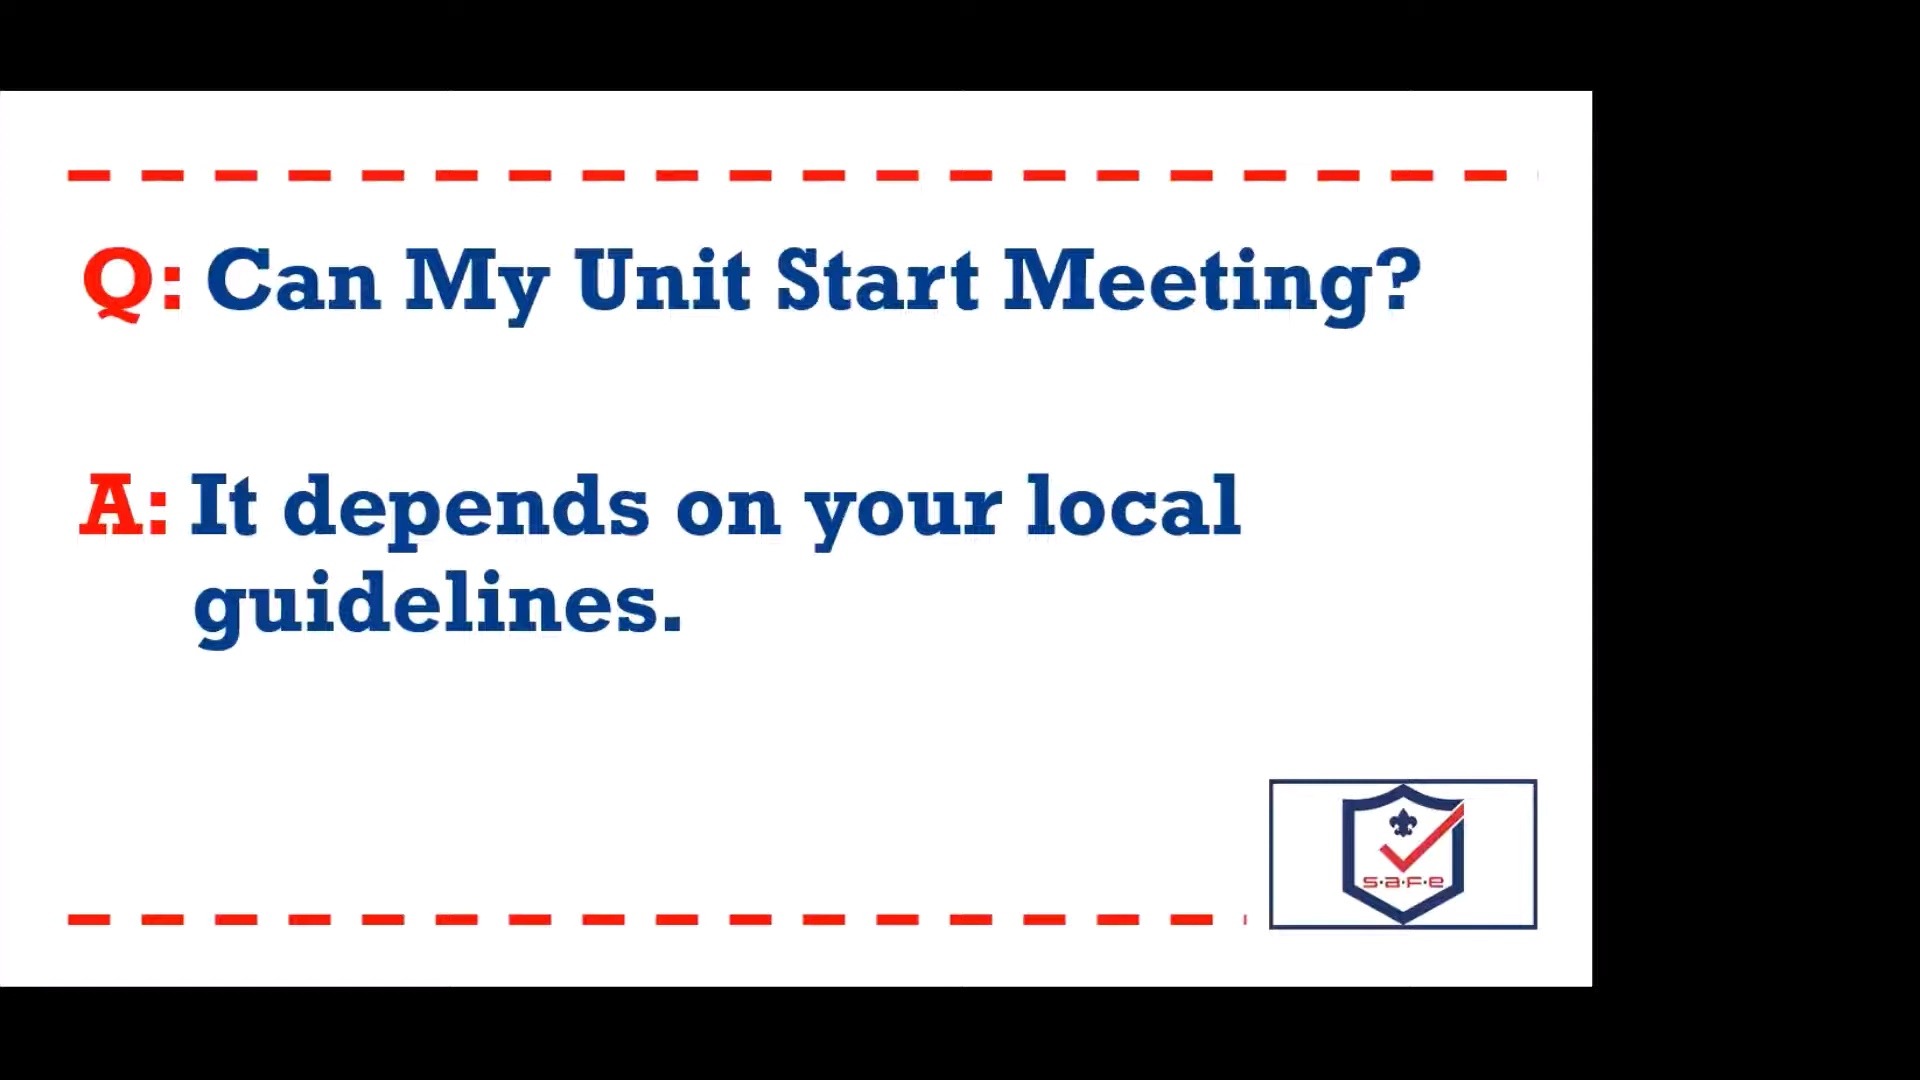 Q: Can My Unit Start Meeting?
A: It depends on your local
guidelines.
s·a·F·e